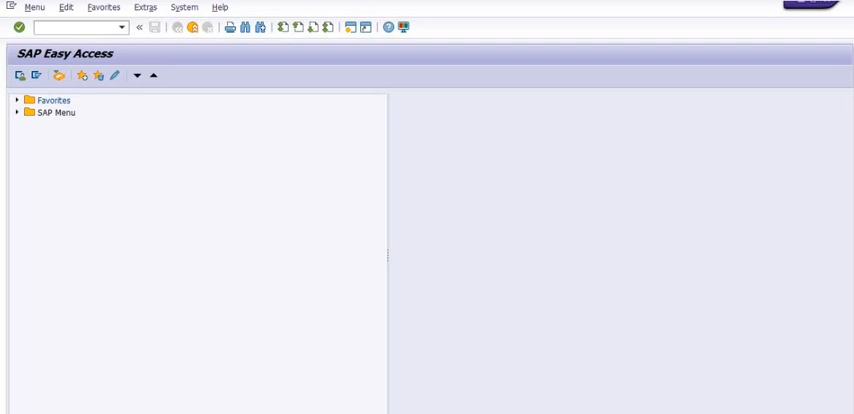 Menu Edit Favorites Extras System Help
SAP Easy Access
Favorites
SAP Menu